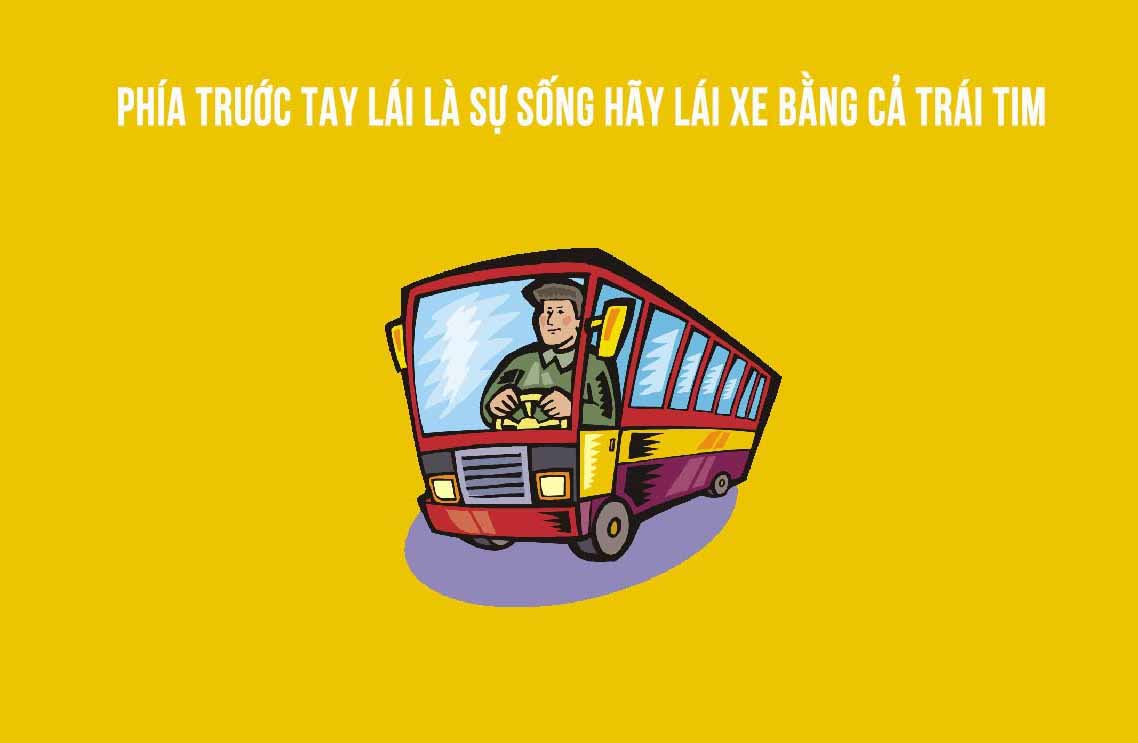 PHÍA TRƯỚC TAY LÁI LÀ SỰ SỐNG HÃY LÁI XE BẰNG CẢ TRÁI TIM